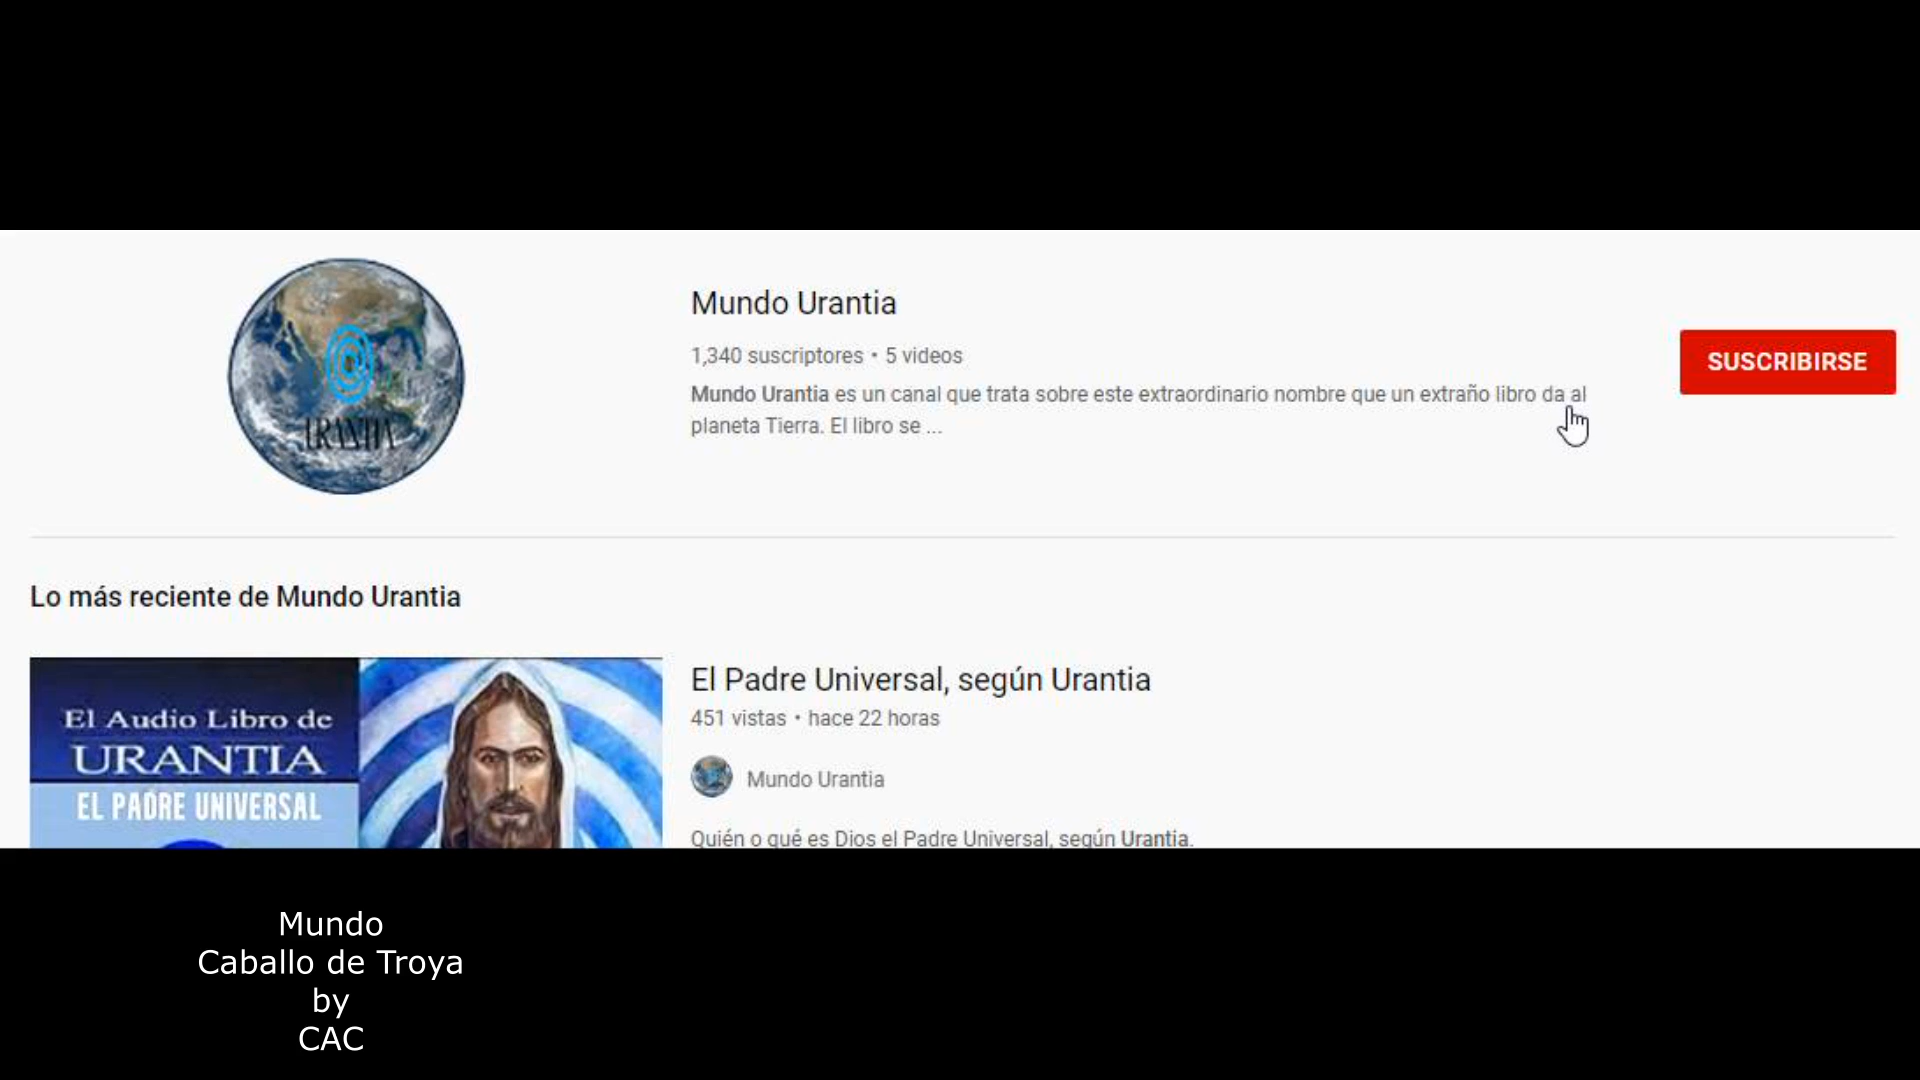 URANTIA
Mundo Urantia
1,340 suscriptores • 5 videos
Mundo Urantia es un canal que trata sobre este extraordinario nombre que un extraño libro da al
planeta Tierra. El libro se ...
SUSCRIBIRSE
Lo más reciente de Mundo Urantia
El Audio Libro de
URANTIA
EL PADRE UNIVERSAL
El Padre Universal, según Urantia
451 vistas • hace 22 horas
Mundo Urantia
Quién o qué es Dios el Padre Universal, según Urantia.
Mundo
Caballo de Troya
by
CAC